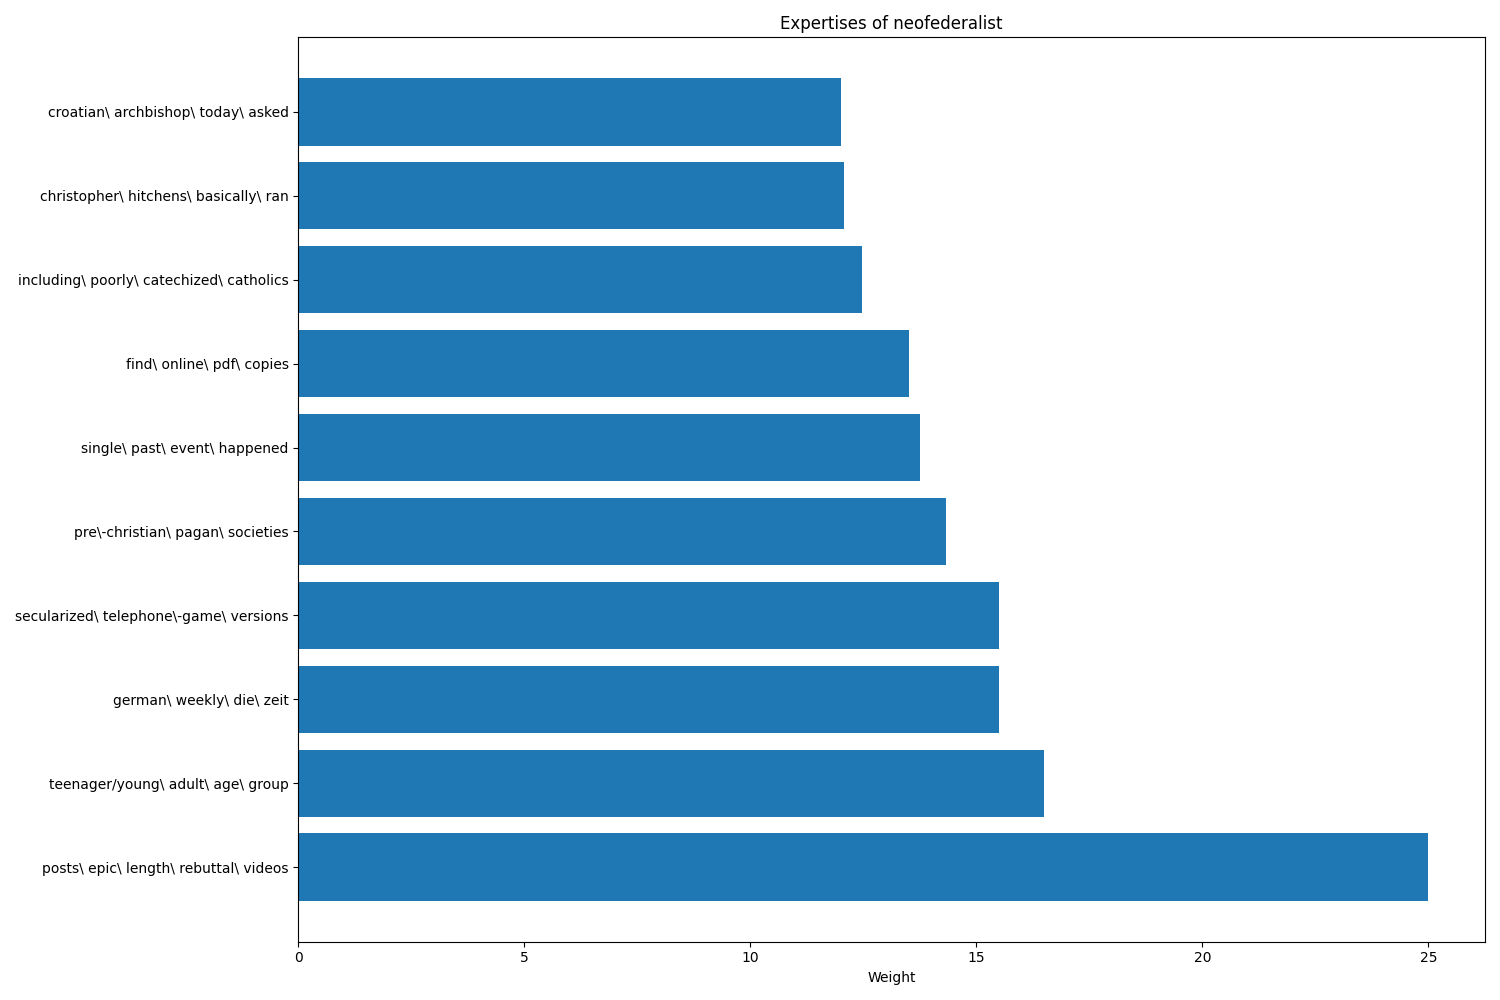 Expertises of neofederalist
croatian\ archbishop\ today\ asked
christopher\ hitchens\ basically\ ran
including\ poorly\ catechized\ catholics
find\ online\ pdf\ copies
single\ past\ event\ happened
pre\-christian\ pagan\ societies
secularized\ telephone\-game\ versions
german\ weekly\ die\ zeit
teenager/young\ adult\ age\ group
posts\ epic\ length\ rebuttal\ videos
0 5 10 15 20 25
Weight